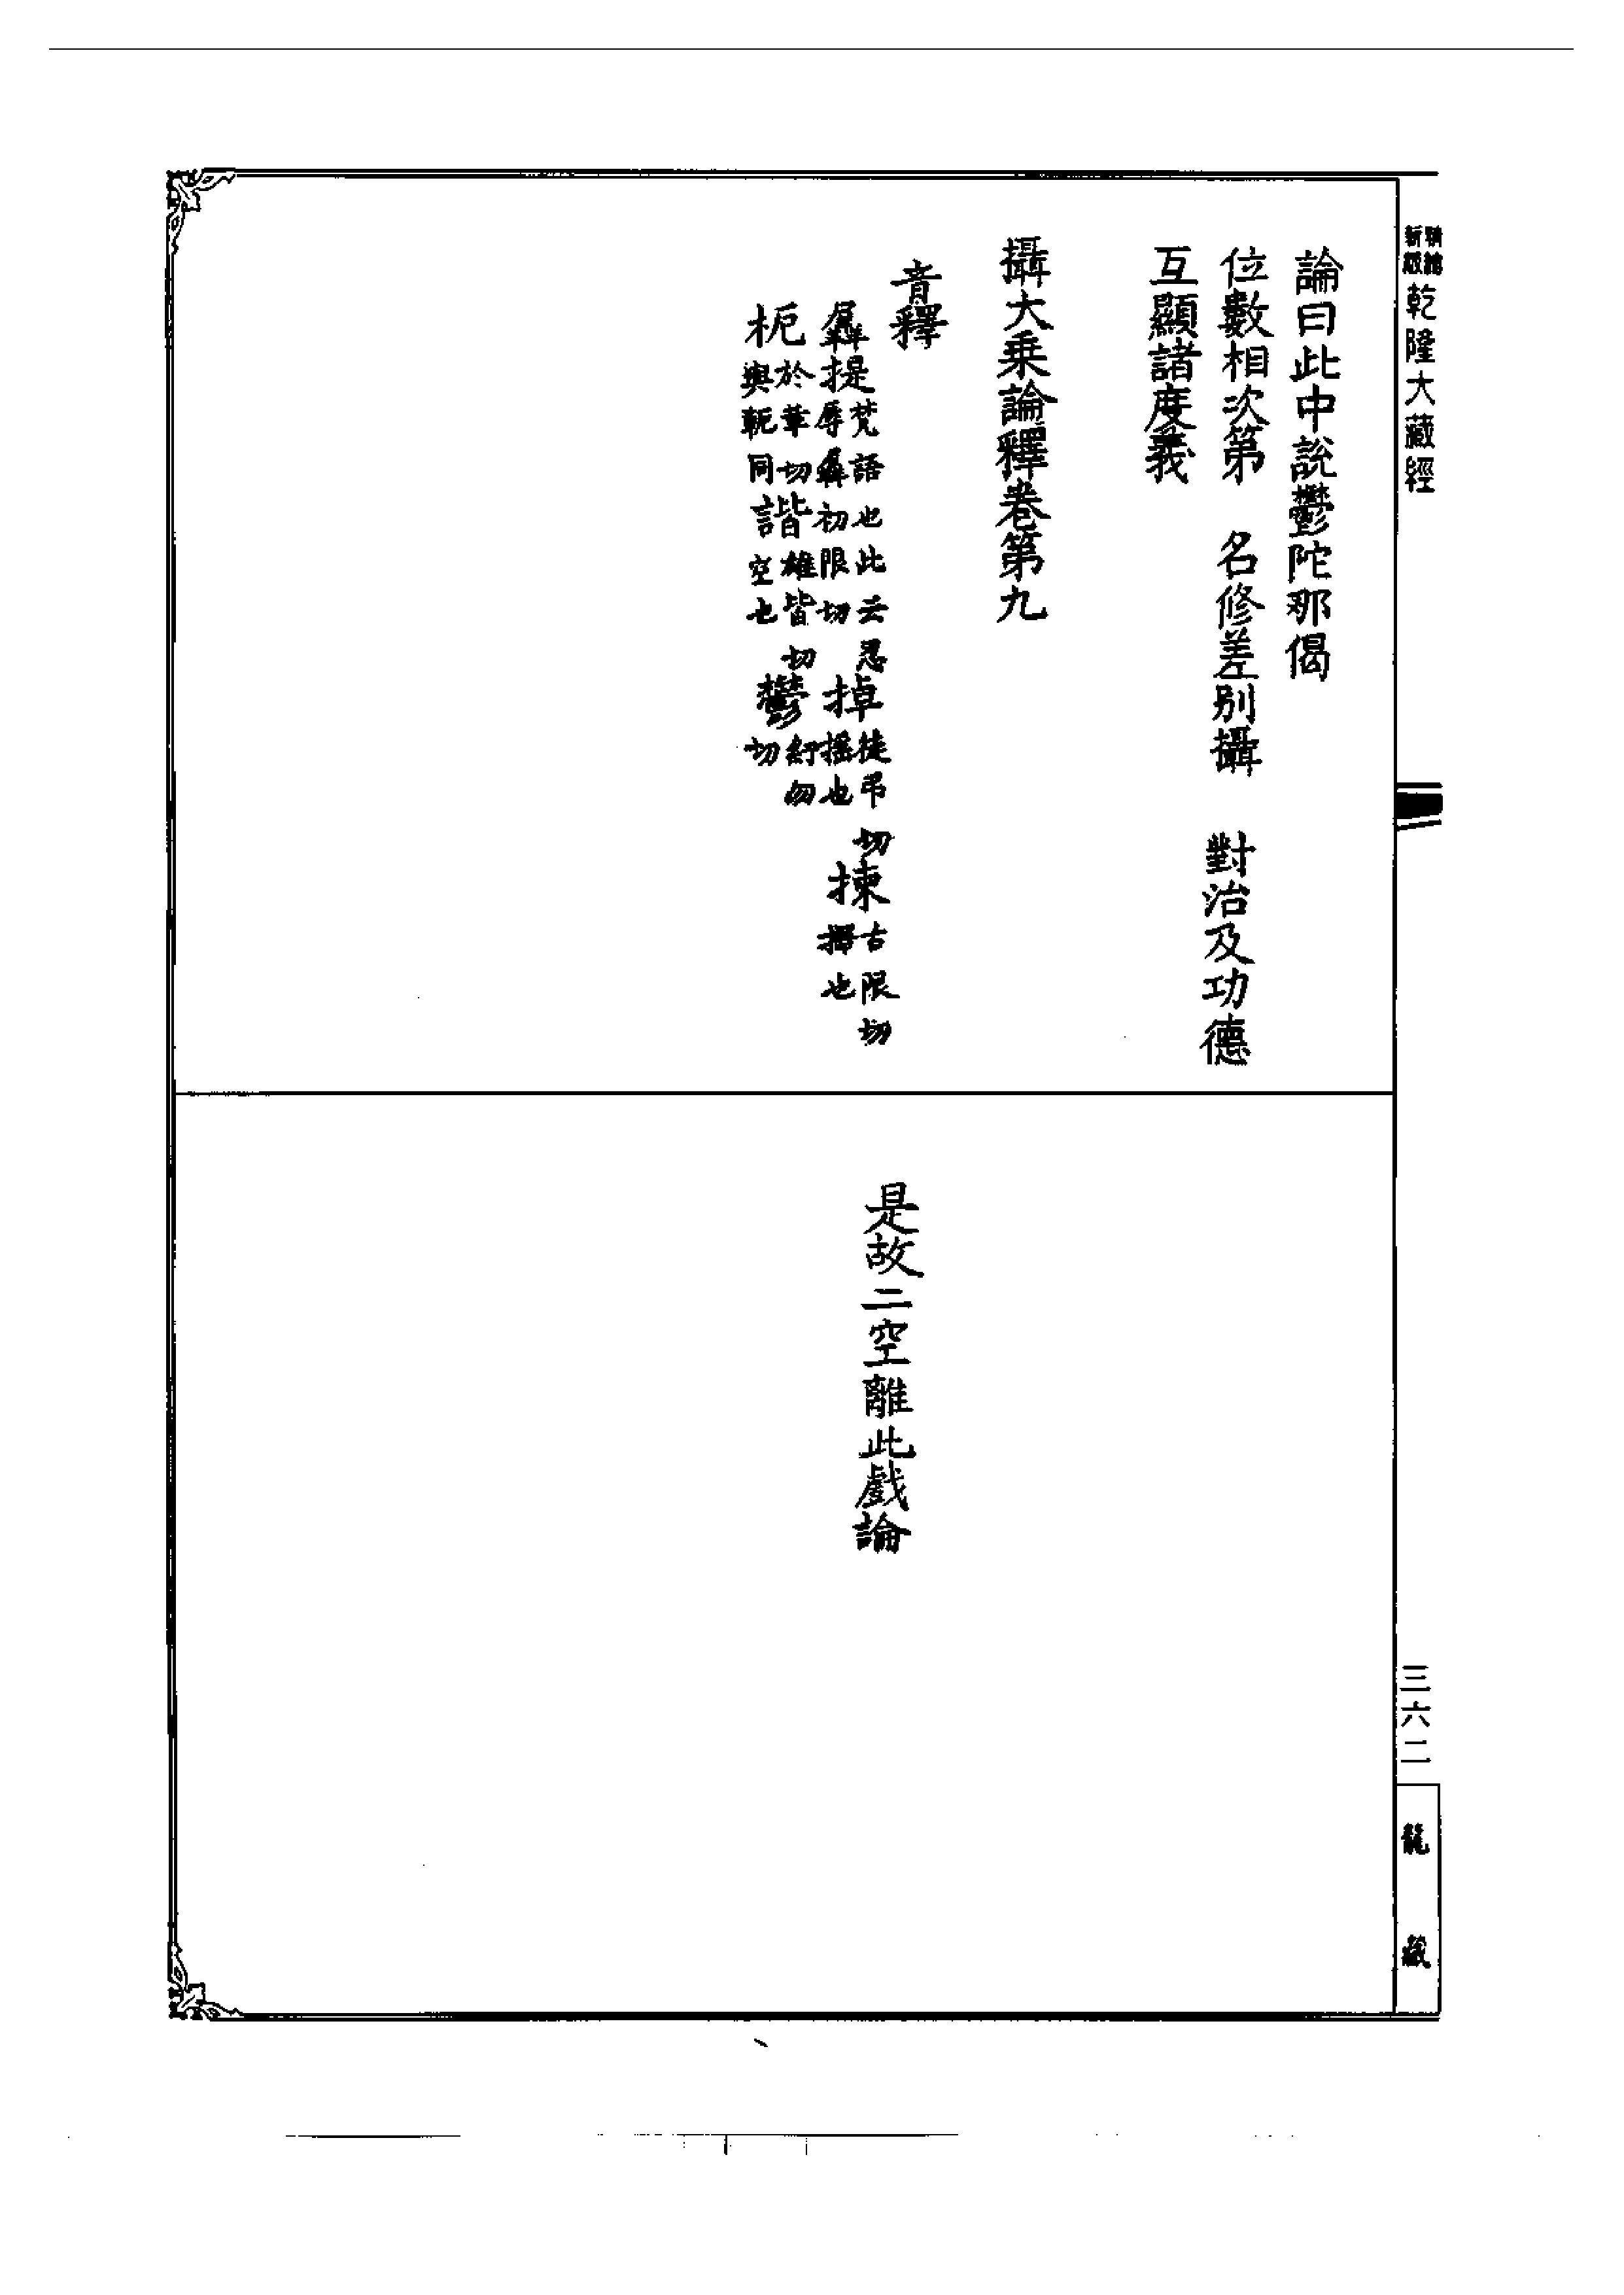 新編縮版 乾隆大藏經
論曰此中說鬱陀那偈
位數相次第　名修差別攝　對治及功德
互顯諸度義
攝大乘論釋卷第九
音釋
羼提梵語也此云忍辱羼初限切　掉徒弔切搖也　揀古限切擇也
枙於革切與軛同　諧雄皆切　鬱紆勿切
是故二空離此戲論
三六二
龍藏